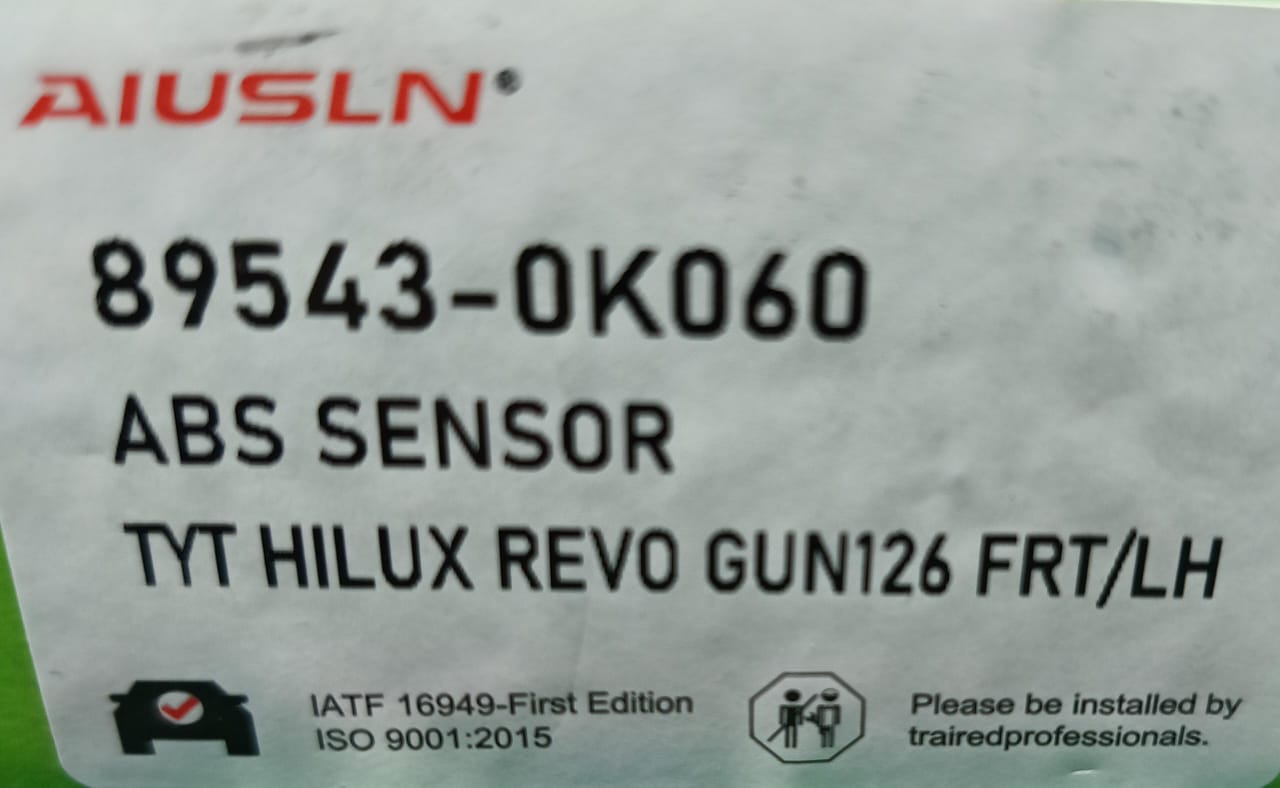 AIUSLN®
89543-0K060
ABS SENSOR
TYT HILUX REVO GUN126 FRT/LH
IATF 16949-First Edition
ISO 9001:2015
Please be installed by
trairedprofessionals.